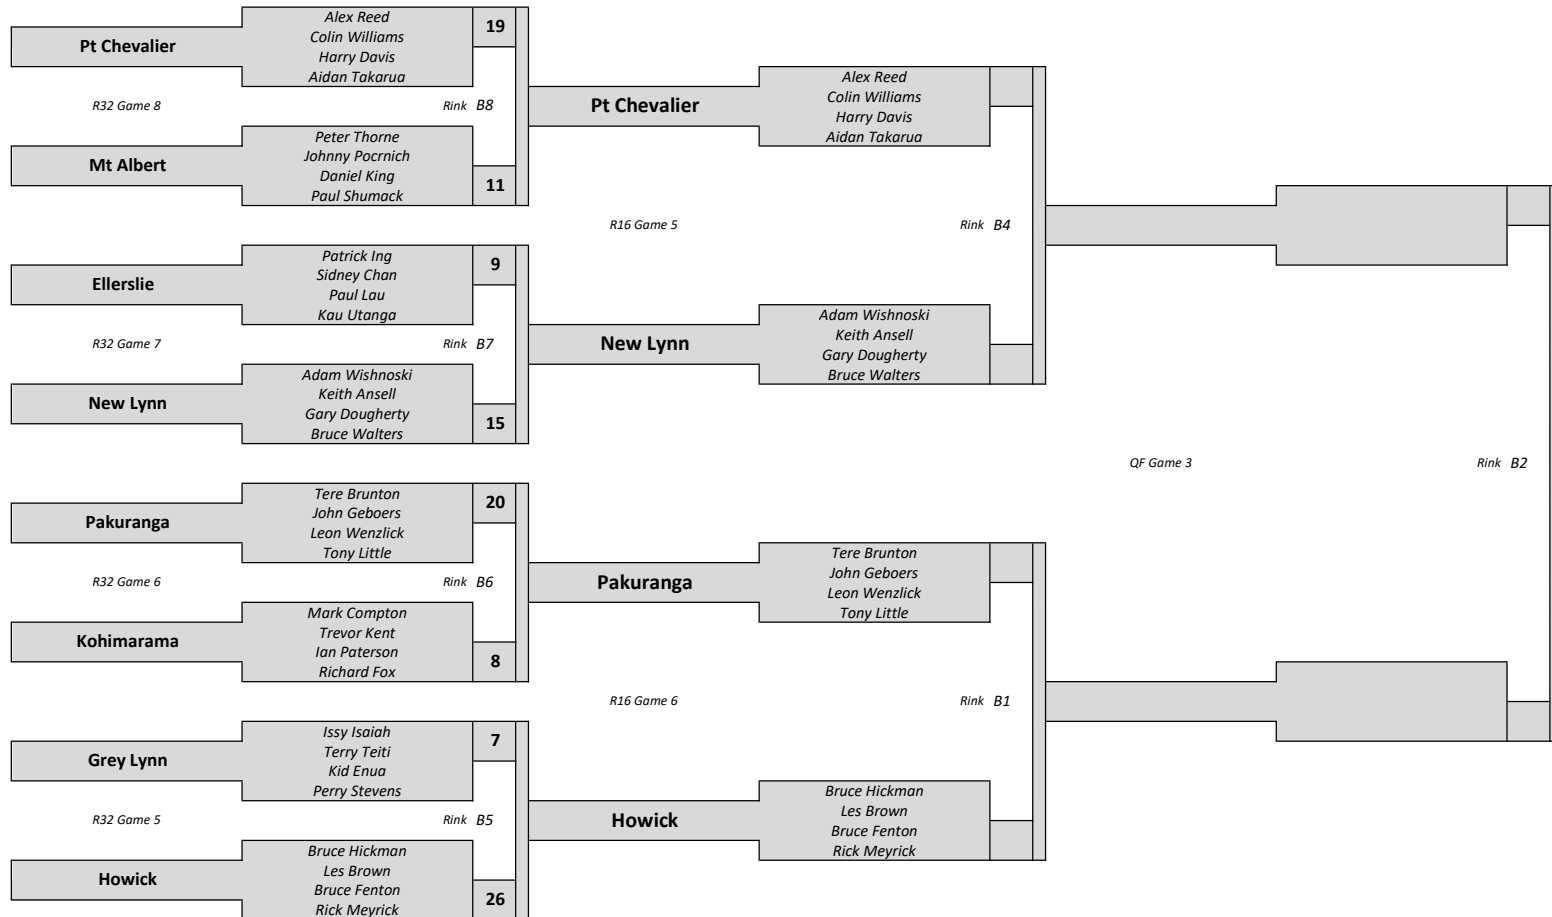 Pt Chevalier
Alex Reed
Colin Williams
Harry Davis
Aidan Takarua
19
R32 Game 8
Rink B8
Mt Albert
Peter Thorne
Johnny Pocrnich
Daniel King
Paul Shumack
11
Ellerslie
Patrick Ing
Sidney Chan
Paul Lau
Kau Utanga
9
R32 Game 7
Rink B7
New Lynn
Adam Wishnoski
Keith Ansell
Gary Dougherty
Bruce Walters
15
Pakuranga
Tere Brunton
John Geboers
Leon Wenzlick
Tony Little
20
R32 Game 6
Rink B6
Kohimarama
Mark Compton
Trevor Kent
Ian Paterson
Richard Fox
8
Grey Lynn
Issy Isaiah
Terry Teiti
Kid Enua
Perry Stevens
7
R32 Game 5
Rink B5
Howick
Bruce Hickman
Les Brown
Bruce Fenton
Rick Meyrick
26
Pt Chevalier
Alex Reed
Colin Williams
Harry Davis
Aidan Takarua
R16 Game 5
Rink B4
New Lynn
Adam Wishnoski
Keith Ansell
Gary Dougherty
Bruce Walters
Pakuranga
Tere Brunton
John Geboers
Leon Wenzlick
Tony Little
R16 Game 6
Rink B1
Howick
Bruce Hickman
Les Brown
Bruce Fenton
Rick Meyrick
QF Game 3
Rink B2